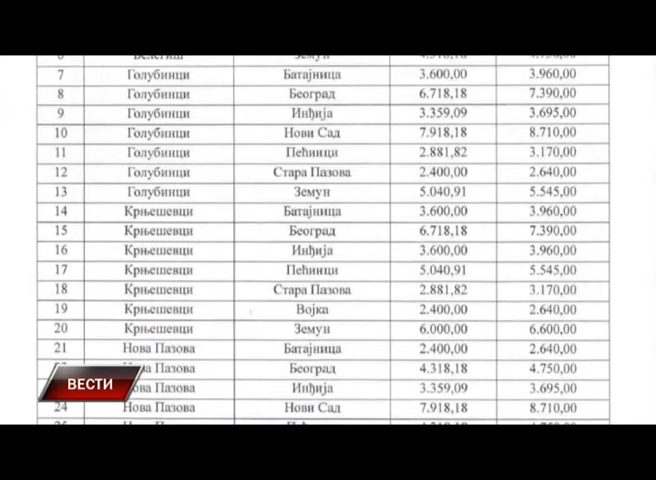 7 Голубинци Батајница 3.600,00 3.960,00
8 Голубинци Београд 6.718,18 7.390,00
9 Голубинци Инђија 3.359,09 3.695,00
10 Голубинци Нови Сад 7.918,18 8.710,00
11 Голубинци Пећинци 2.881,82 3.170,00
12 Голубинци Стара Пазова 2.400,00 2.640,00
13 Голубинци Земун 5.040,91 5.545,00
14 Крњешевци Батајница 3.600,00 3.960,00
15 Крњешевци Београд 6.718,18 7.390,00
16 Крњешевци Инђија 3.600,00 3.960,00
17 Крњешевци Пећинци 5.040,91 5.545,00
18 Крњешевци Стара Пазова 2.881,82 3.170,00
19 Крњешевци Војка 2.400,00 2.640,00
20 Крњешевци Земун 6.000,00 6.600,00
21 Нова Пазова Батајница 2.400,00 2.640,00
Пазова Београд 4.318,18 4.750,00
ВЕСТИ
Пазова Инђија 3.359,09 3.695,00
24 Нова Пазова Нови Сад 7.918,18 8.710,00